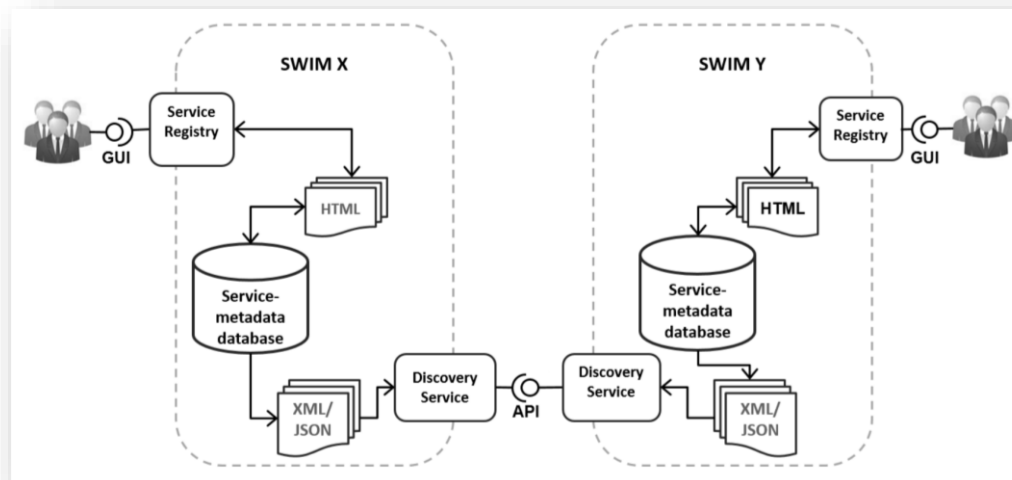 SWIM X
SWIM Y
Service
Registry
GUI
Service
Registry
GUI
HTML
HTML
Service-
metadata
database
Service-
metadata
database
Discovery
Service
API
Discovery
Service
XML/
JSON
XML/
JSON